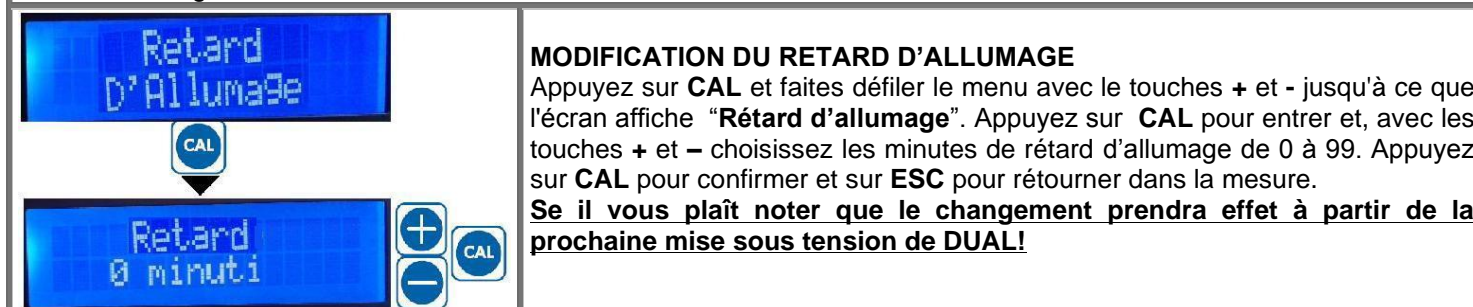 Retard
D'Allumage
CAL
Retard
0 minuti
+
CAL
-
MODIFICATION DU RETARD D’ALLUMAGE
Appuyez sur CAL et faites défiler le menu avec le touches + et - jusqu'à ce que
l'écran affiche “Rétard d’allumage”. Appuyez sur CAL pour entrer et, avec les
touches + et – choisissez les minutes de rétard d’allumage de 0 à 99. Appuyez
sur CAL pour confirmer et sur ESC pour rétourner dans la mesure.
Se il vous plaît noter que le changement prendra effet à partir de la
prochaine mise sous tension de DUAL!